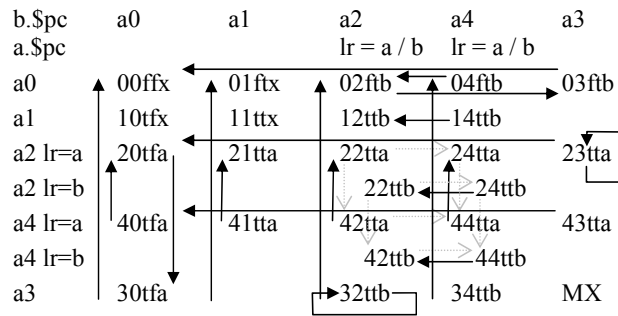 b.$pc a0 a1 a2 a4 a3
a.$pc lr = a / b lr = a / b
a0 00ffx 01ftx 02ftb 04ftb 03ftb
a1 10tfx 11ttx 12ttb 14ttb
a2 lr=a 20tfa 21tta 22tta 24tta 23tta
a2 lr=b 22ttb 24ttb
a4 lr=a 40tfa 41tta 42tta 44tta 43tta
a4 lr=b 42ttb 44ttb
a3 30tfa 32ttb 34ttb MX